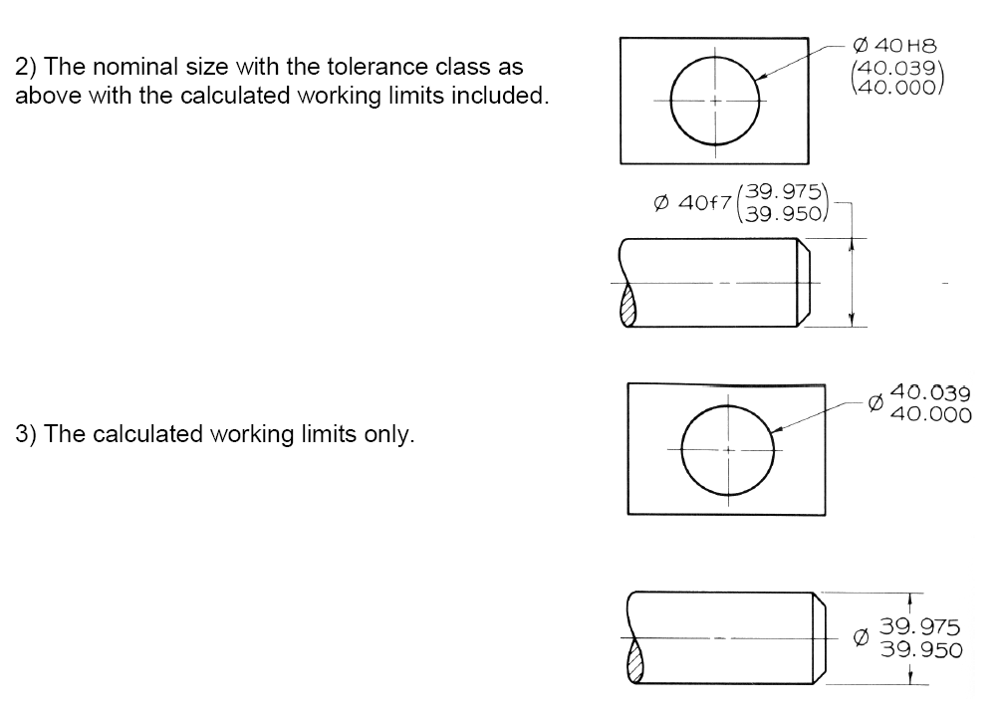 2) The nominal size with the tolerance class as
above with the calculated working limits included.
Ø 40 H8
(40.039)
(40.000)
Ø 40f7 (39.975)
(39.950)
3) The calculated working limits only.
Ø 40.039
40.000
Ø 39.975
39.950